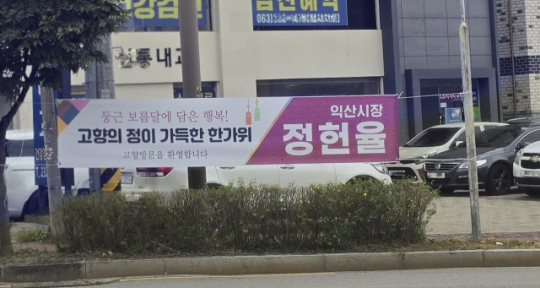 둥근 보름달에 담은 행복!
고향의 정이 가득한 한가위
고향방문을 환영합니다
익산시장
정헌율